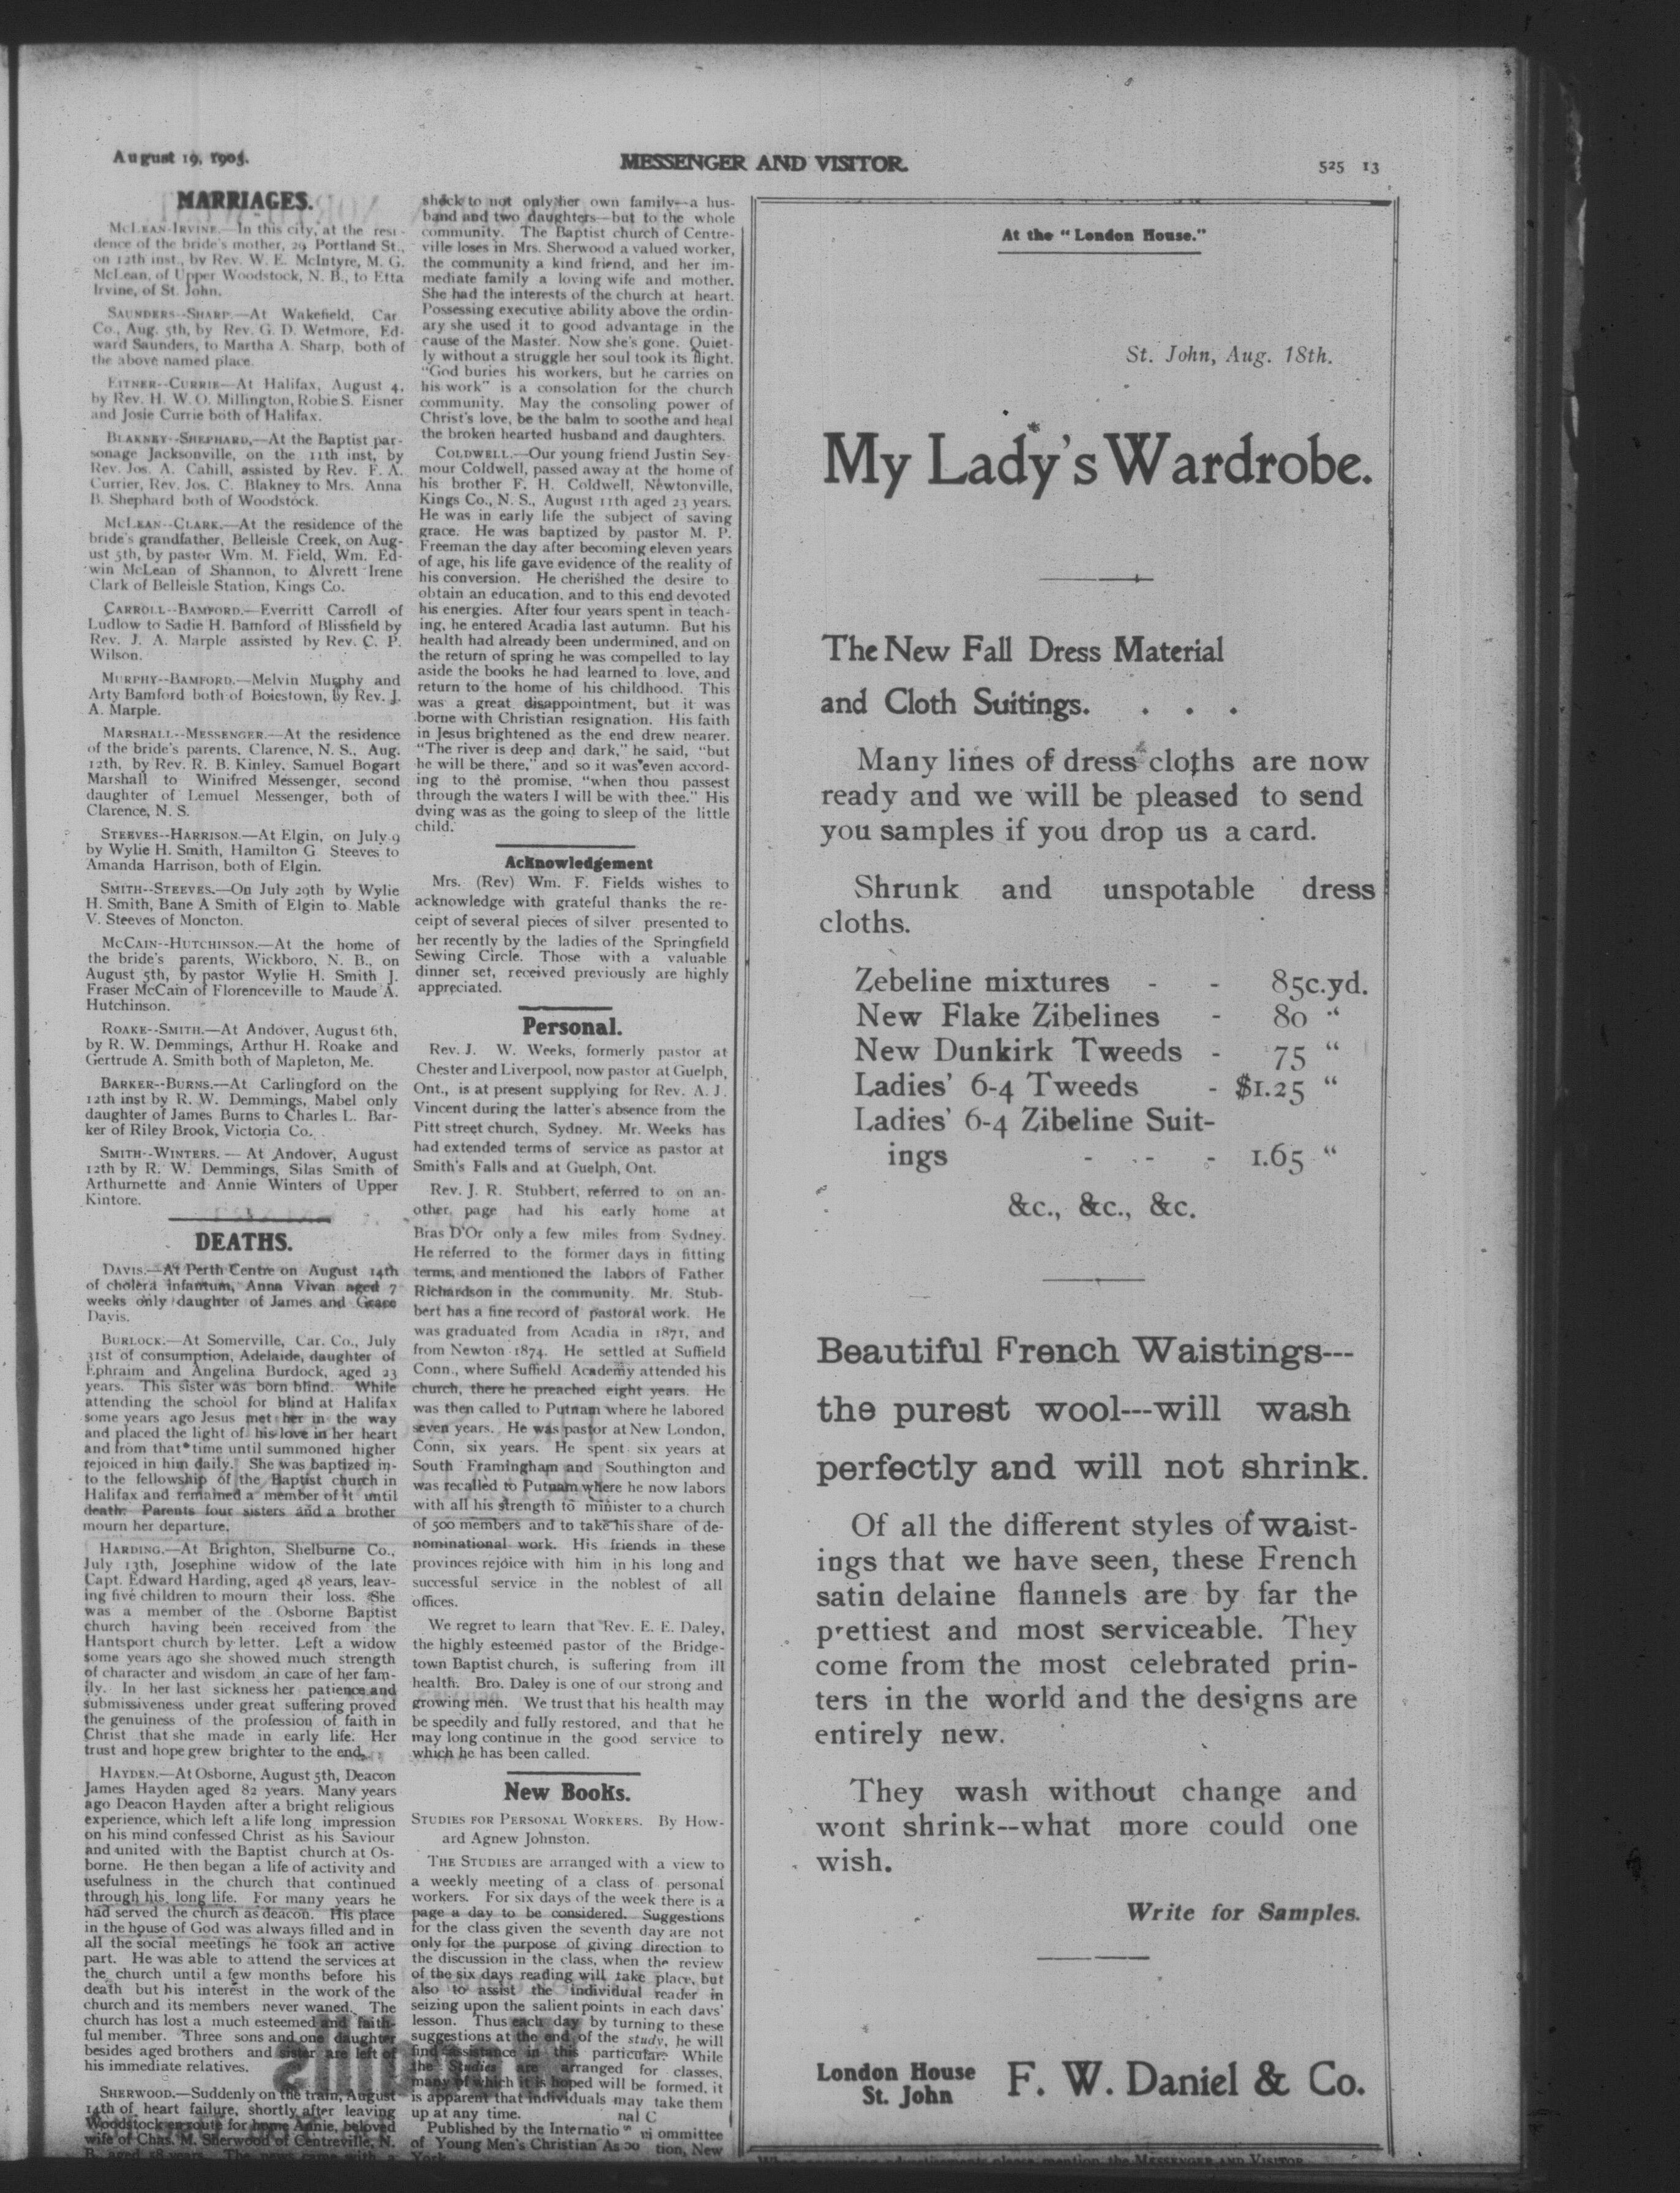 August 19, 1903.
MESSENGER AND VISITOR.
525 13
MARRIAGES.
McLEAN-IRVINE.—In this city, at the resi-
dence of the bride's mother, 29 Portland St.,
on 12th inst., by Rev. W. E. McIntyre, M. G.
McLean, of Upper Woodstock, N. B., to Etta
Irvine, of St. John.
SAUNDERS--SHARP.—At Wakefield, Car
Co., Aug. 5th, by Rev. G. D. Wetmore, Ed-
ward Saunders, to Martha A. Sharp, both of
the above named place.
EITNER--CURRIE—At Halifax, August 4,
by Rev. H. W. O. Millington, Robie S. Eisner
and Josie Currie both of Halifax.
BLAKNEY--SHEPHARD,—At the Baptist par-
sonage Jacksonville, on the 11th inst, by
Rev. Jos. A. Cahill, assisted by Rev. F. A.
Currier, Rev. Jos. C. Blakney to Mrs. Anna
B. Shephard both of Woodstock.
McLEAN--CLARK.—At the residence of the
bride's grandfather, Belleisle Creek, on Aug-
ust 5th, by pastor Wm. M. Field, Wm. Ed-
win McLean of Shannon, to Alvrett Irene
Clark of Belleisle Station, Kings Co.
CARROLL--BAMFORD.—Everritt Carroll of
Ludlow to Sadie H. Bamford of Blissfield by
Rev. J. A. Marple assisted by Rev. C. P.
Wilson.
MURPHY--BAMFORD.—Melvin Murphy and
Arty Bamford both of Boiestown, by Rev. J.
A. Marple.
MARSHALL--MESSENGER.—At the residence
of the bride's parents, Clarence, N. S., Aug.
12th, by Rev. R. B. Kinley, Samuel Bogart
Marshall to Winifred Messenger, second
daughter of Lemuel Messenger, both of
Clarence, N. S.
STEEVES--HARRISON.—At Elgin, on July 9
by Wylie H. Smith, Hamilton G Steeves to
Amanda Harrison, both of Elgin.
SMITH--STEEVES.—On July 29th by Wylie
H. Smith, Bane A Smith of Elgin to Mable
V. Steeves of Moncton.
McCAIN--HUTCHINSON.—At the home of
the bride's parents, Wickboro, N. B., on
August 5th, by pastor Wylie H. Smith J.
Fraser McCain of Florenceville to Maude A.
Hutchinson.
ROAKE--SMITH.—At Andover, August 6th,
by R. W. Demmings, Arthur H. Roake and
Gertrude A. Smith both of Mapleton, Me.
BARKER--BURNS.—At Carlingford on the
12th inst by R. W. Demmings, Mabel only
daughter of James Burns to Charles L. Bar-
ker of Riley Brook, Victoria Co.
SMITH--WINTERS. — At Andover, August
12th by R. W. Demmings, Silas Smith of
Arthurnette and Annie Winters of Upper
Kintore.
DEATHS.
DAVIS.—At Perth Centre on August 14th
of cholera infantum, Anna Vivan aged 7
weeks only daughter of James and Grace
Davis.
BURLOCK.—At Somerville, Car. Co., July
31st of consumption, Adelaide, daughter of
Ephraim and Angelina Burdock, aged 23
years. This sister was born blind. While
attending the school for blind at Halifax
some years ago Jesus met her in the way
and placed the light of his love in her heart
and from that time until summoned higher
rejoiced in him daily. She was baptized in-
to the fellowship of the Baptist church in
Halifax and remained a member of it until
death. Parents four sisters and a brother
mourn her departure.
HARDING.—At Brighton, Shelburne Co.,
July 13th, Josephine widow of the late
Capt. Edward Harding, aged 48 years, leav-
ing five children to mourn their loss. She
was a member of the Osborne Baptist
church having been received from the
Hantsport church by letter. Left a widow
some years ago she showed much strength
of character and wisdom in care of her fam-
ily. In her last sickness her patience and
submissiveness under great suffering proved
the genuiness of the profession of faith in
Christ that she made in early life. Her
trust and hope grew brighter to the end.
HAYDEN.—At Osborne, August 5th, Deacon
James Hayden aged 82 years. Many years
ago Deacon Hayden after a bright religious
experience, which left a life long impression
on his mind confessed Christ as his Saviour
and united with the Baptist church at Os-
borne. He then began a life of activity and
usefulness in the church that continued
through his long life. For many years he
had served the church as deacon. His place
in the house of God was always filled and in
all the social meetings he took an active
part. He was able to attend the services at
the church until a few months before his
death but his interest in the work of the
church and its members never waned. The
church has lost a much esteemed and faith-
ful member. Three sons and one daughter
besides aged brothers and sister are left of
his immediate relatives.
SHERWOOD.—Suddenly on the train, August
14th of heart failure, shortly after leaving
Woodstock en route for home Annie, beloved
wife of Chas. M. Sherwood of Centreville, N.
B. aged 58 years. The news came with a
shock to not only her own family—a hus-
band and two daughters—but to the whole
community. The Baptist church of Centre-
ville loses in Mrs. Sherwood a valued worker,
the community a kind friend, and her im-
mediate family a loving wife and mother.
She had the interests of the church at heart.
Possessing executive ability above the ordin-
ary she used it to good advantage in the
cause of the Master. Now she's gone. Quiet-
ly without a struggle her soul took its flight.
"God buries his workers, but he carries on
his work" is a consolation for the church
community. May the consoling power of
Christ's love, be the balm to soothe and heal
the broken hearted husband and daughters.
COLDWELL.—Our young friend Justin Sey-
mour Coldwell, passed away at the home of
his brother F. H. Coldwell, Newtonville,
Kings Co., N. S., August 11th aged 23 years.
He was in early life the subject of saving
grace. He was baptized by pastor M. P.
Freeman the day after becoming eleven years
of age, his life gave evidence of the reality of
his conversion. He cherished the desire to
obtain an education, and to this end devoted
his energies. After four years spent in teach-
ing, he entered Acadia last autumn. But his
health had already been undermined, and on
the return of spring he was compelled to lay
aside the books he had learned to love, and
return to the home of his childhood. This
was a great disappointment, but it was
borne with Christian resignation. His faith
in Jesus brightened as the end drew nearer.
"The river is deep and dark," he said, "but
he will be there," and so it was even accord-
ing to the promise, "when thou passest
through the waters I will be with thee." His
dying was as the going to sleep of the little
child.
Acknowledgement
Mrs. (Rev) Wm. F. Fields wishes to
acknowledge with grateful thanks the re-
ceipt of several pieces of silver presented to
her recently by the ladies of the Springfield
Sewing Circle. Those with a valuable
dinner set, received previously are highly
appreciated.
Personal.
Rev. J. W. Weeks, formerly pastor at
Chester and Liverpool, now pastor at Guelph,
Ont., is at present supplying for Rev. A. J.
Vincent during the latter's absence from the
Pitt street church, Sydney. Mr. Weeks has
had extended terms of service as pastor at
Smith's Falls and at Guelph, Ont.
Rev. J. R. Stubbert, referred to on an-
other page had his early home at
Bras D'Or only a few miles from Sydney.
He referred to the former days in fitting
terms, and mentioned the labors of Father
Richardson in the community. Mr. Stub-
bert has a fine record of pastoral work. He
was graduated from Acadia in 1871, and
from Newton 1874. He settled at Suffield
Conn., where Suffield Academy attended his
church, there he preached eight years. He
was then called to Putnam where he labored
seven years. He was pastor at New London,
Conn, six years. He spent six years at
South Framingham and Southington and
was recalled to Putnam where he now labors
with all his strength to minister to a church
of 500 members and to take his share of de-
nominational work. His friends in these
provinces rejoice with him in his long and
successful service in the noblest of all
offices.
We regret to learn that Rev. E. E. Daley,
the highly esteemed pastor of the Bridge-
town Baptist church, is suffering from ill
health. Bro. Daley is one of our strong and
growing men. We trust that his health may
be speedily and fully restored, and that he
may long continue in the good service to
which he has been called.
New Books.
STUDIES FOR PERSONAL WORKERS. By How-
ard Agnew Johnston.
THE STUDIES are arranged with a view to
a weekly meeting of a class of personal
workers. For six days of the week there is a
page a day to be considered. Suggestions
for the class given the seventh day are not
only for the purpose of giving direction to
the discussion in the class, when the review
of the six days reading will take place, but
also to assist the individual reader in
seizing upon the salient points in each days'
lesson. Thus each day by turning to these
suggestions at the end of the study, he will
find assistance in this particular. While
the Studies are arranged for classes,
many of which it is hoped will be formed, it
is apparent that individuals may take them
up at any time. nal C
Published by the Internatio ommittee
of Young Men's Christian As tion, New
York.
At the "London House."
St. John, Aug. 18th.
My Lady's Wardrobe.
The New Fall Dress Material
and Cloth Suitings. . . .
Many lines of dress cloths are now
ready and we will be pleased to send
you samples if you drop us a card.
Shrunk and unspotable dress
cloths.
Zebeline mixtures - - 85c.yd.
New Flake Zibelines - 80 "
New Dunkirk Tweeds - 75 "
Ladies' 6-4 Tweeds - $1.25 "
Ladies' 6-4 Zibeline Suit-
ings - - - 1.65 "
&c., &c., &c.
Beautiful French Waistings---
the purest wool---will wash
perfectly and will not shrink.
Of all the different styles of waist-
ings that we have seen, these French
satin delaine flannels are by far the
prettiest and most serviceable. They
come from the most celebrated prin-
ters in the world and the designs are
entirely new.
They wash without change and
wont shrink--what more could one
wish.
Write for Samples.
London House
St. John
F. W. Daniel & Co.
please mention the MESSENGER AND VISITOR